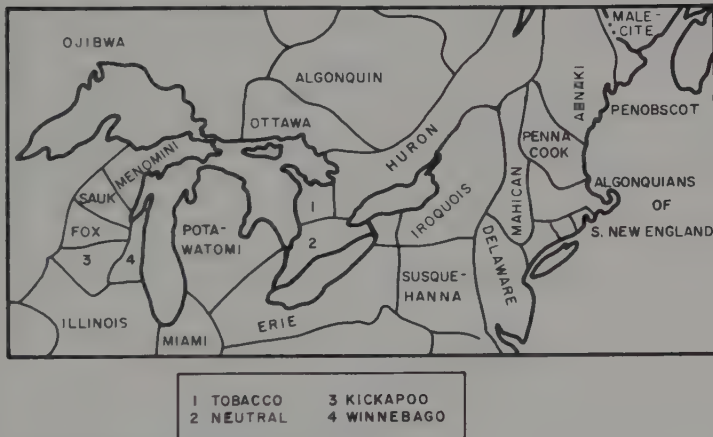 MALE-
CITE
OJIBWA
ALGONQUIN
ABNAKI
PENOBSCOT
OTTAWA
HURON
PENNA
COOK
MENOMINI
SAUK
1
IROQUOIS
MAHICAN
ALGONQUIANS
OF
S. NEW ENGLAND
FOX
POTA-
WATOMI
2
3
4
DELAWARE
SUSQUE-
HANNA
ILLINOIS
MIAMI
ERIE
1 TOBACCO 3 KICKAPOO
2 NEUTRAL 4 WINNEBAGO